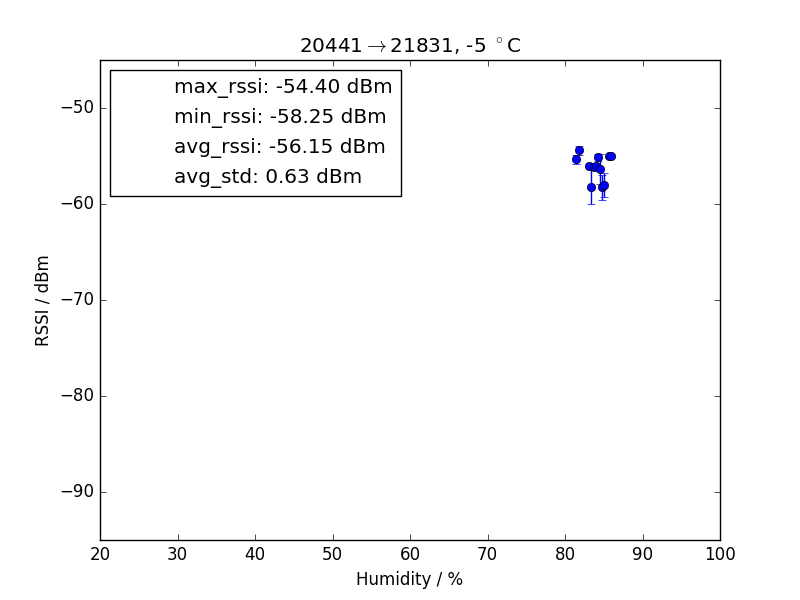 20441→21831, -5 °C
max_rssi: -54.40 dBm
min_rssi: -58.25 dBm
avg_rssi: -56.15 dBm
avg_std: 0.63 dBm
−50
−60
−70
−80
−90
RSSI / dBm
20 30 40 50 60 70 80 90 100
Humidity / %